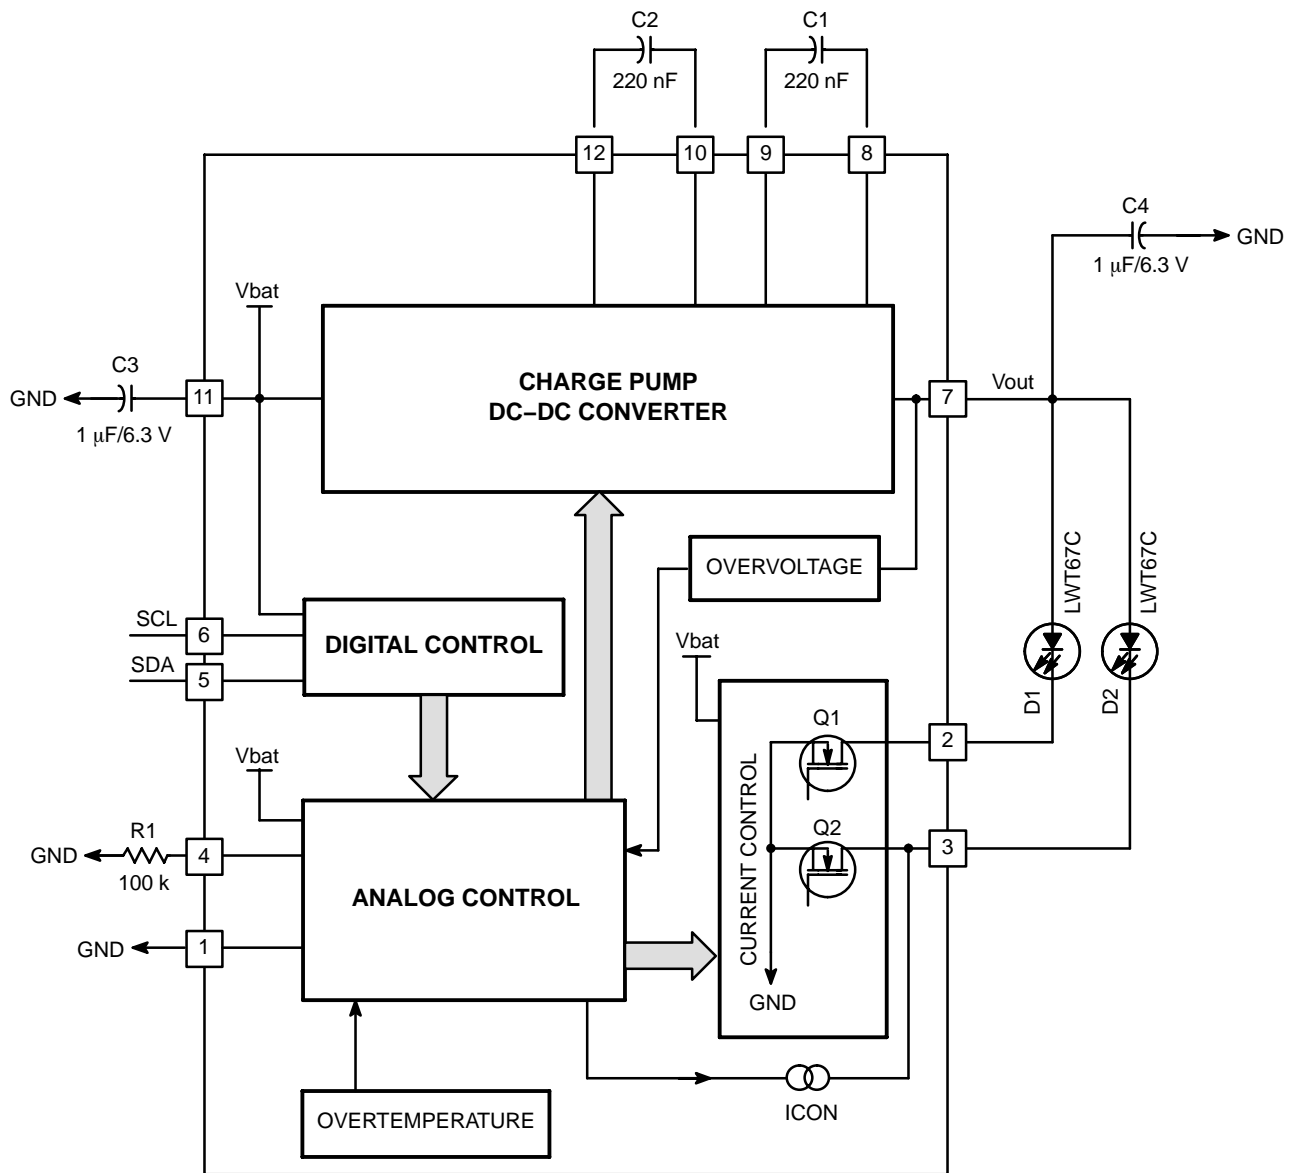 C2
C1
220 nF
220 nF
12
10
9
8
C4
GND
1 μF/6.3 V
Vbat
C3
GND
11
1 μF/6.3 V
CHARGE PUMP
DC−DC CONVERTER
7
Vout
OVERVOLTAGE
LWT67C
LWT67C
SCL
6
DIGITAL CONTROL
SDA
5
Vbat
D1
D2
Q1
2
Vbat
R1
GND
4
100 k
ANALOG CONTROL
CURRENT CONTROL
Q2
3
GND
1
GND
OVERTEMPERATURE
ICON